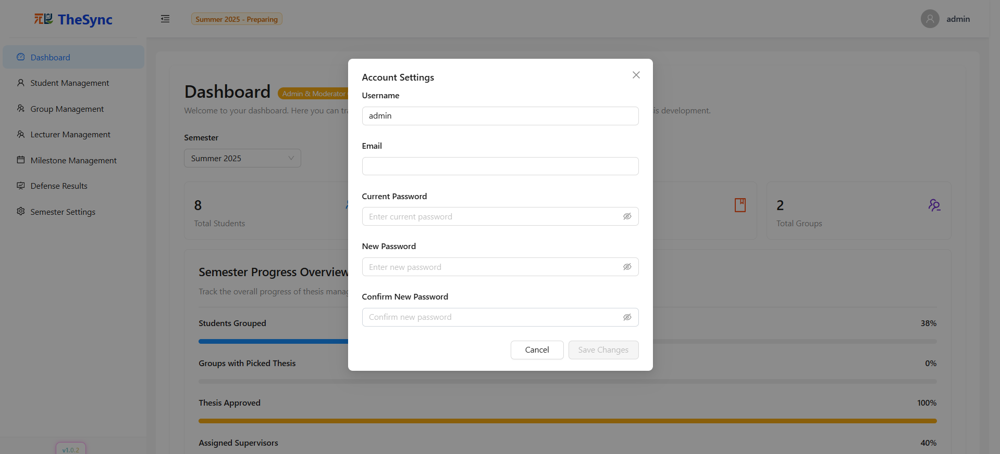 TheSync
Summer 2025 - Preparing
admin
Dashboard
Student Management
Group Management
Lecturer Management
Milestone Management
Defense Results
Semester Settings
v1.0.2
Dashboard
Admin & Moderator
Welcome to your dashboard. Here you can tra
is development.
Semester
Summer 2025
8
Total Students
2
Total Groups
Semester Progress Overview
Track the overall progress of thesis manag
Students Grouped
38%
Groups with Picked Thesis
0%
Thesis Approved
100%
Assigned Supervisors
40%
Account Settings
Username
admin
Email
Current Password
Enter current password
New Password
Enter new password
Confirm New Password
Confirm new password
Cancel
Save Changes